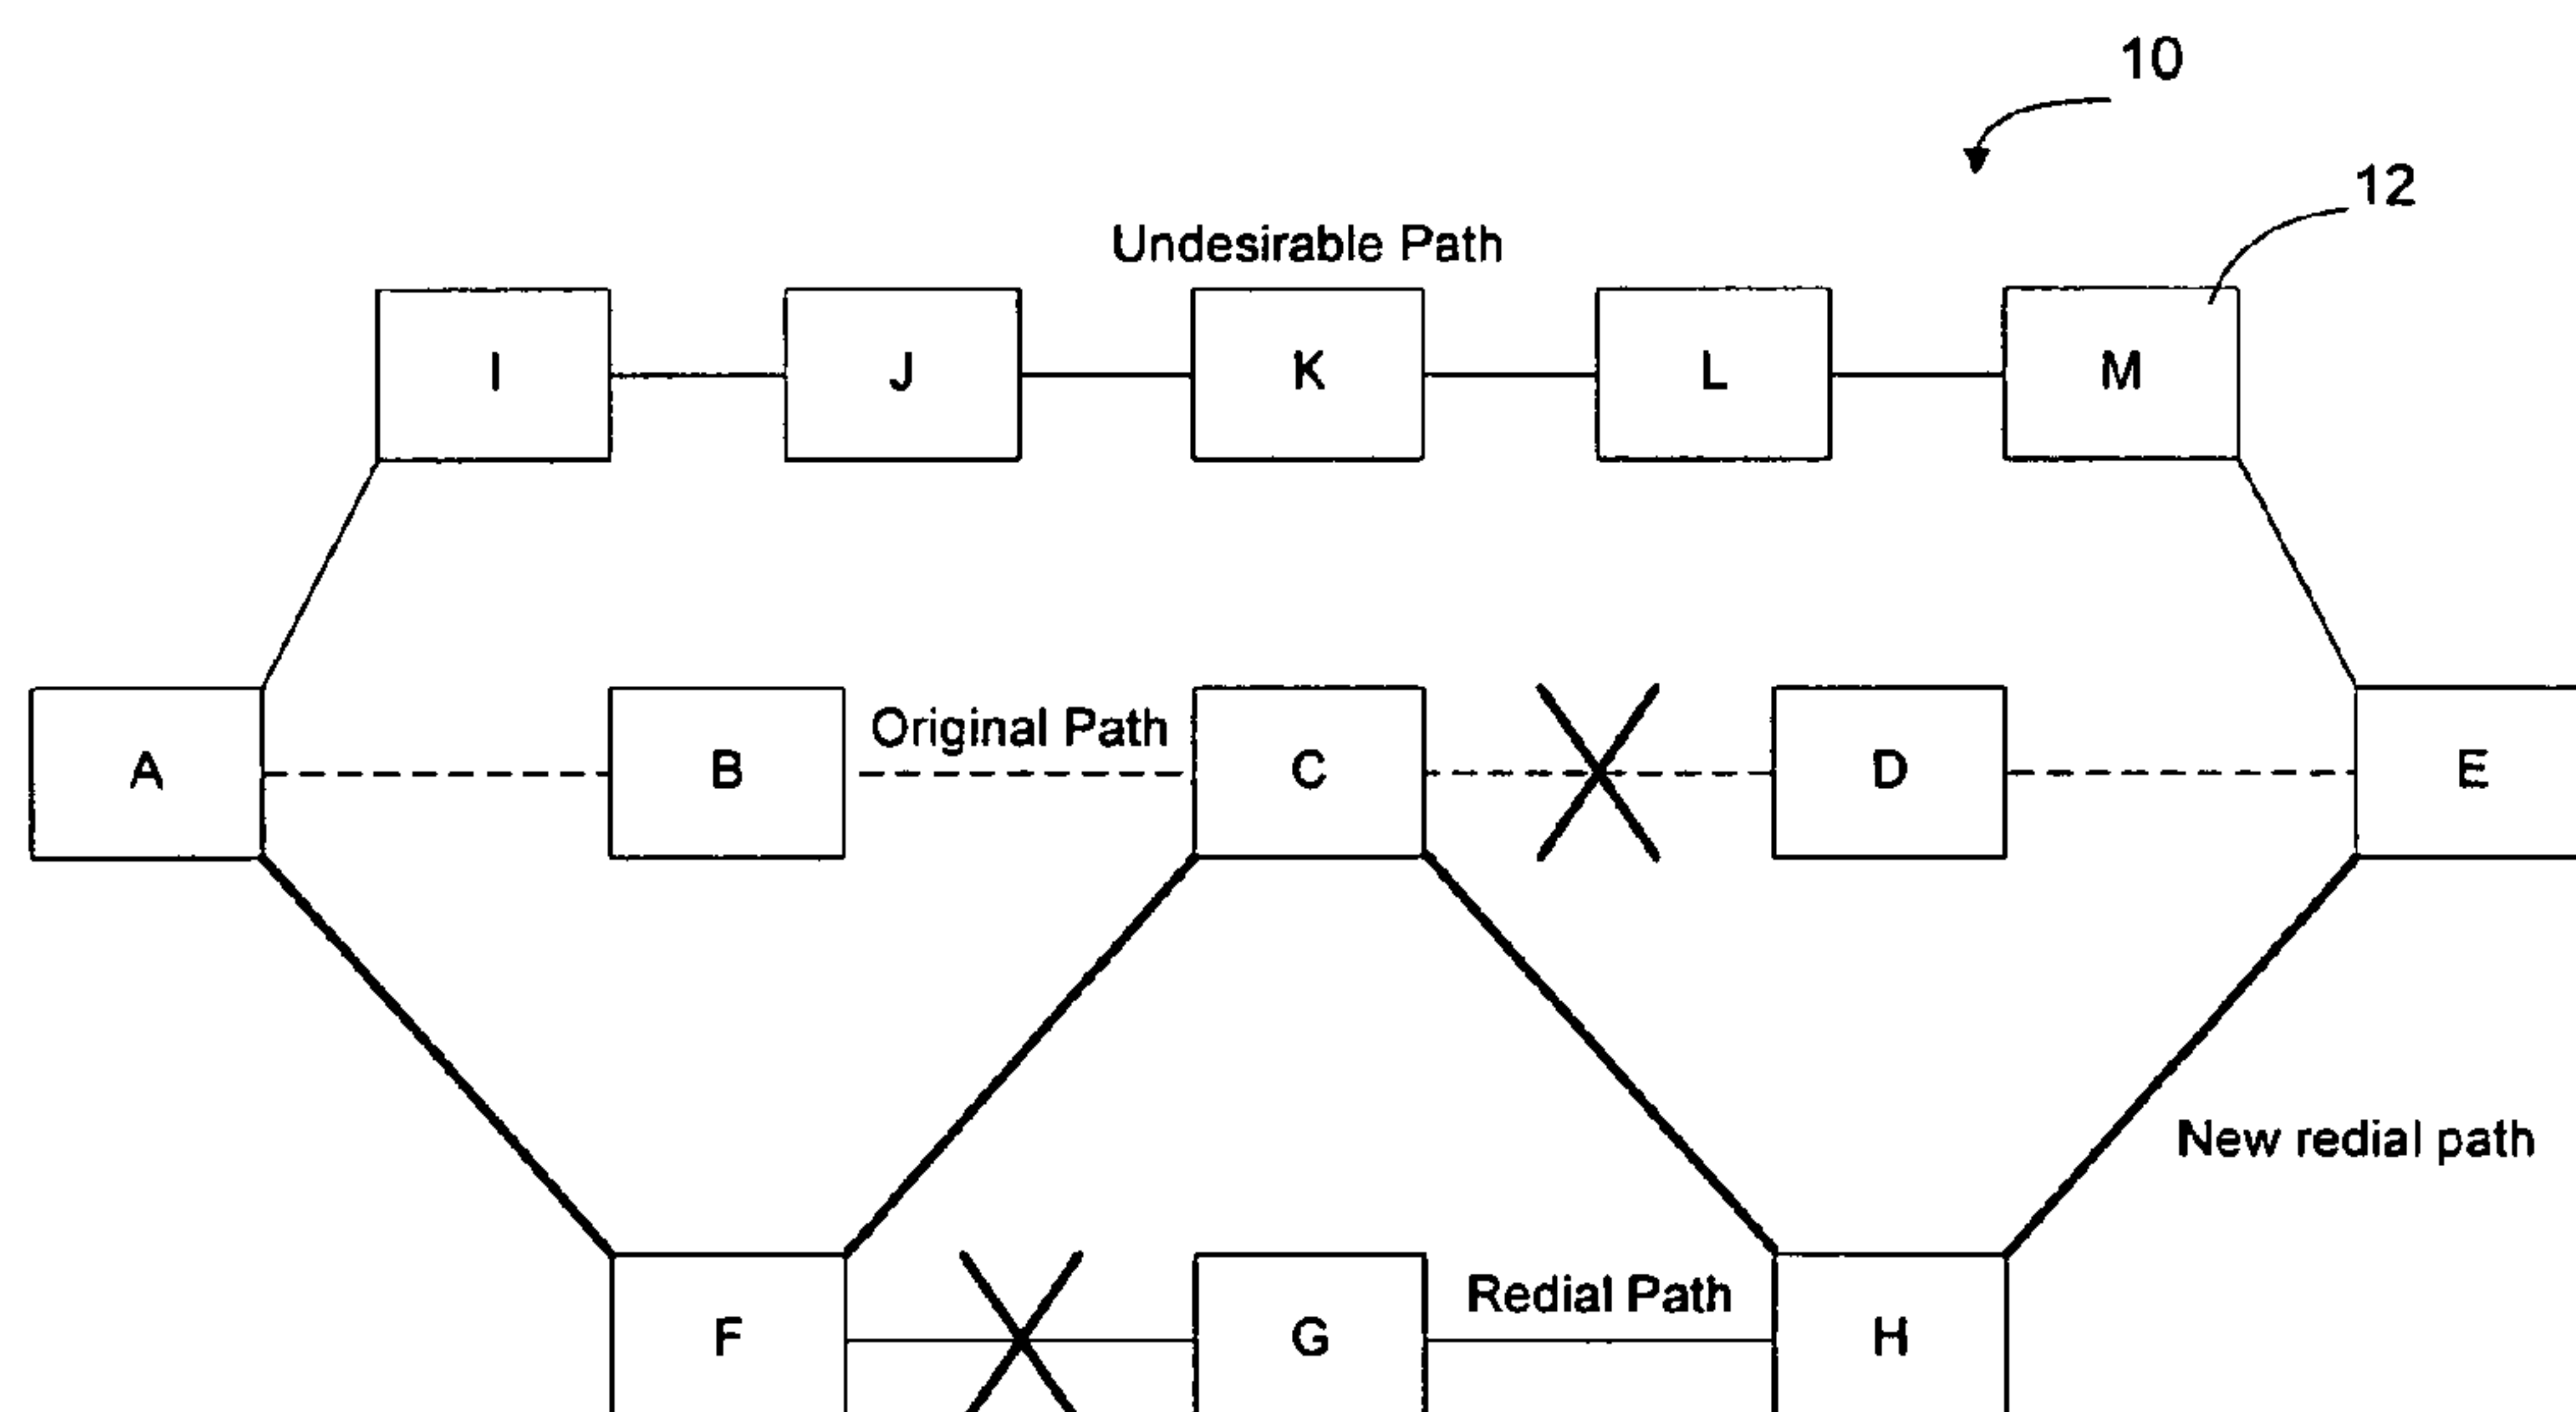 10
12
Undesirable Path
I
J
K
L
M
A
B
Original Path
C
D
E
New redial path
F
G
Redial Path
H